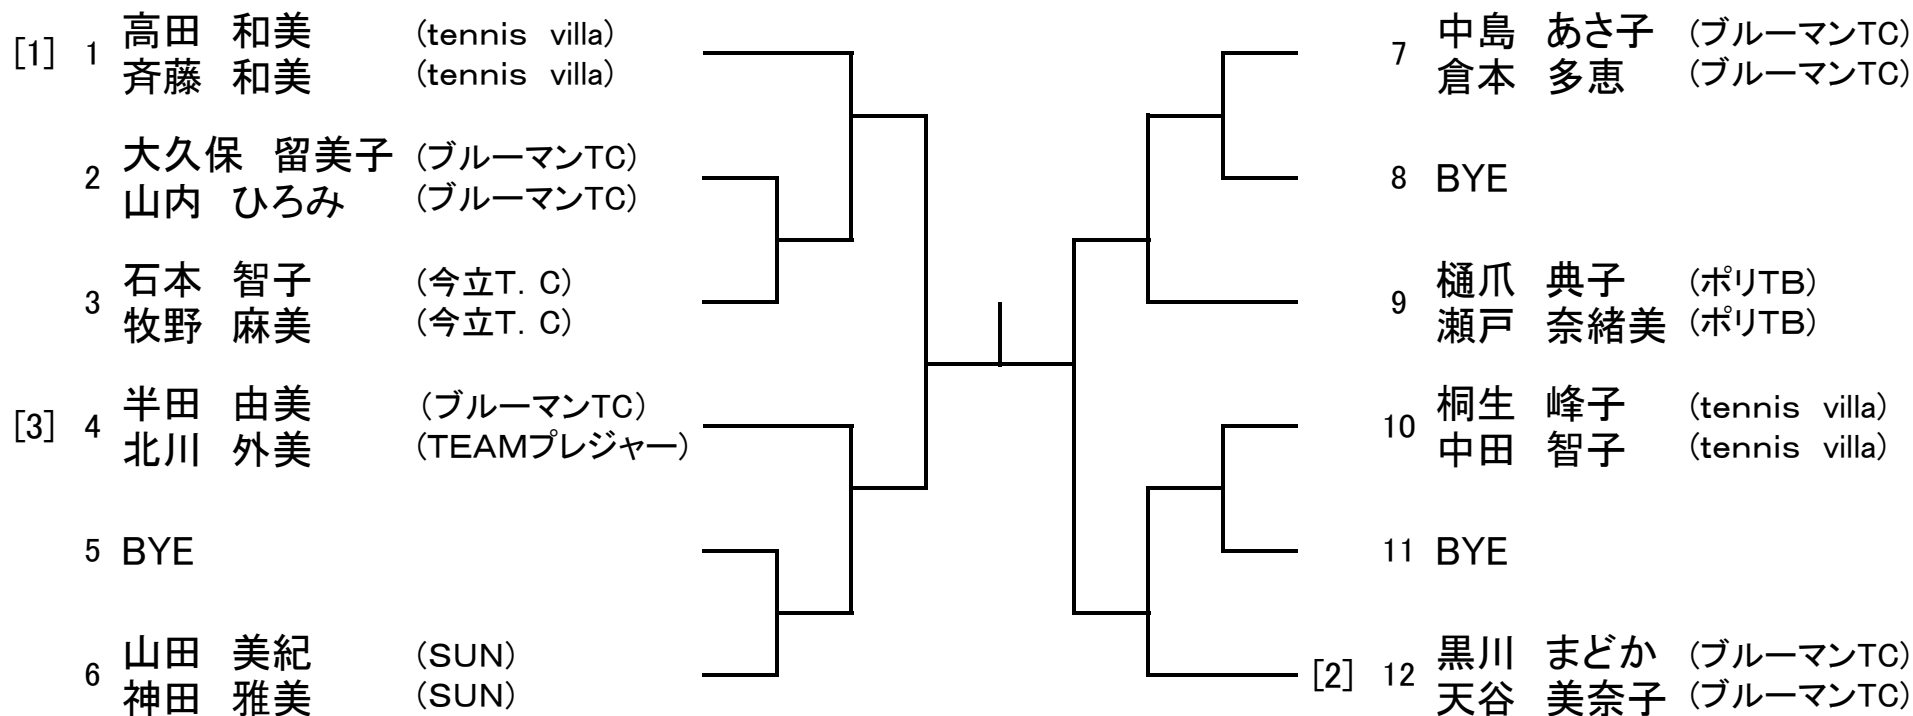 [1] 1 高田 和美 (tennis villa)
斉藤 和美 (tennis villa)
2 大久保 留美子 (ブルーマンTC)
山内 ひろみ (ブルーマンTC)
3 石本 智子 (今立T. C)
牧野 麻美 (今立T. C)
[3] 4 半田 由美 (ブルーマンTC)
北川 外美 (TEAMプレジャー)
5 BYE
6 山田 美紀 (SUN)
神田 雅美 (SUN)
7 中島 あさ子 (ブルーマンTC)
倉本 多恵 (ブルーマンTC)
8 BYE
9 樋爪 典子 (ポリTB)
瀬戸 奈緒美 (ポリTB)
10 桐生 峰子 (tennis villa)
中田 智子 (tennis villa)
11 BYE
[2] 12 黒川 まどか (ブルーマンTC)
天谷 美奈子 (ブルーマンTC)